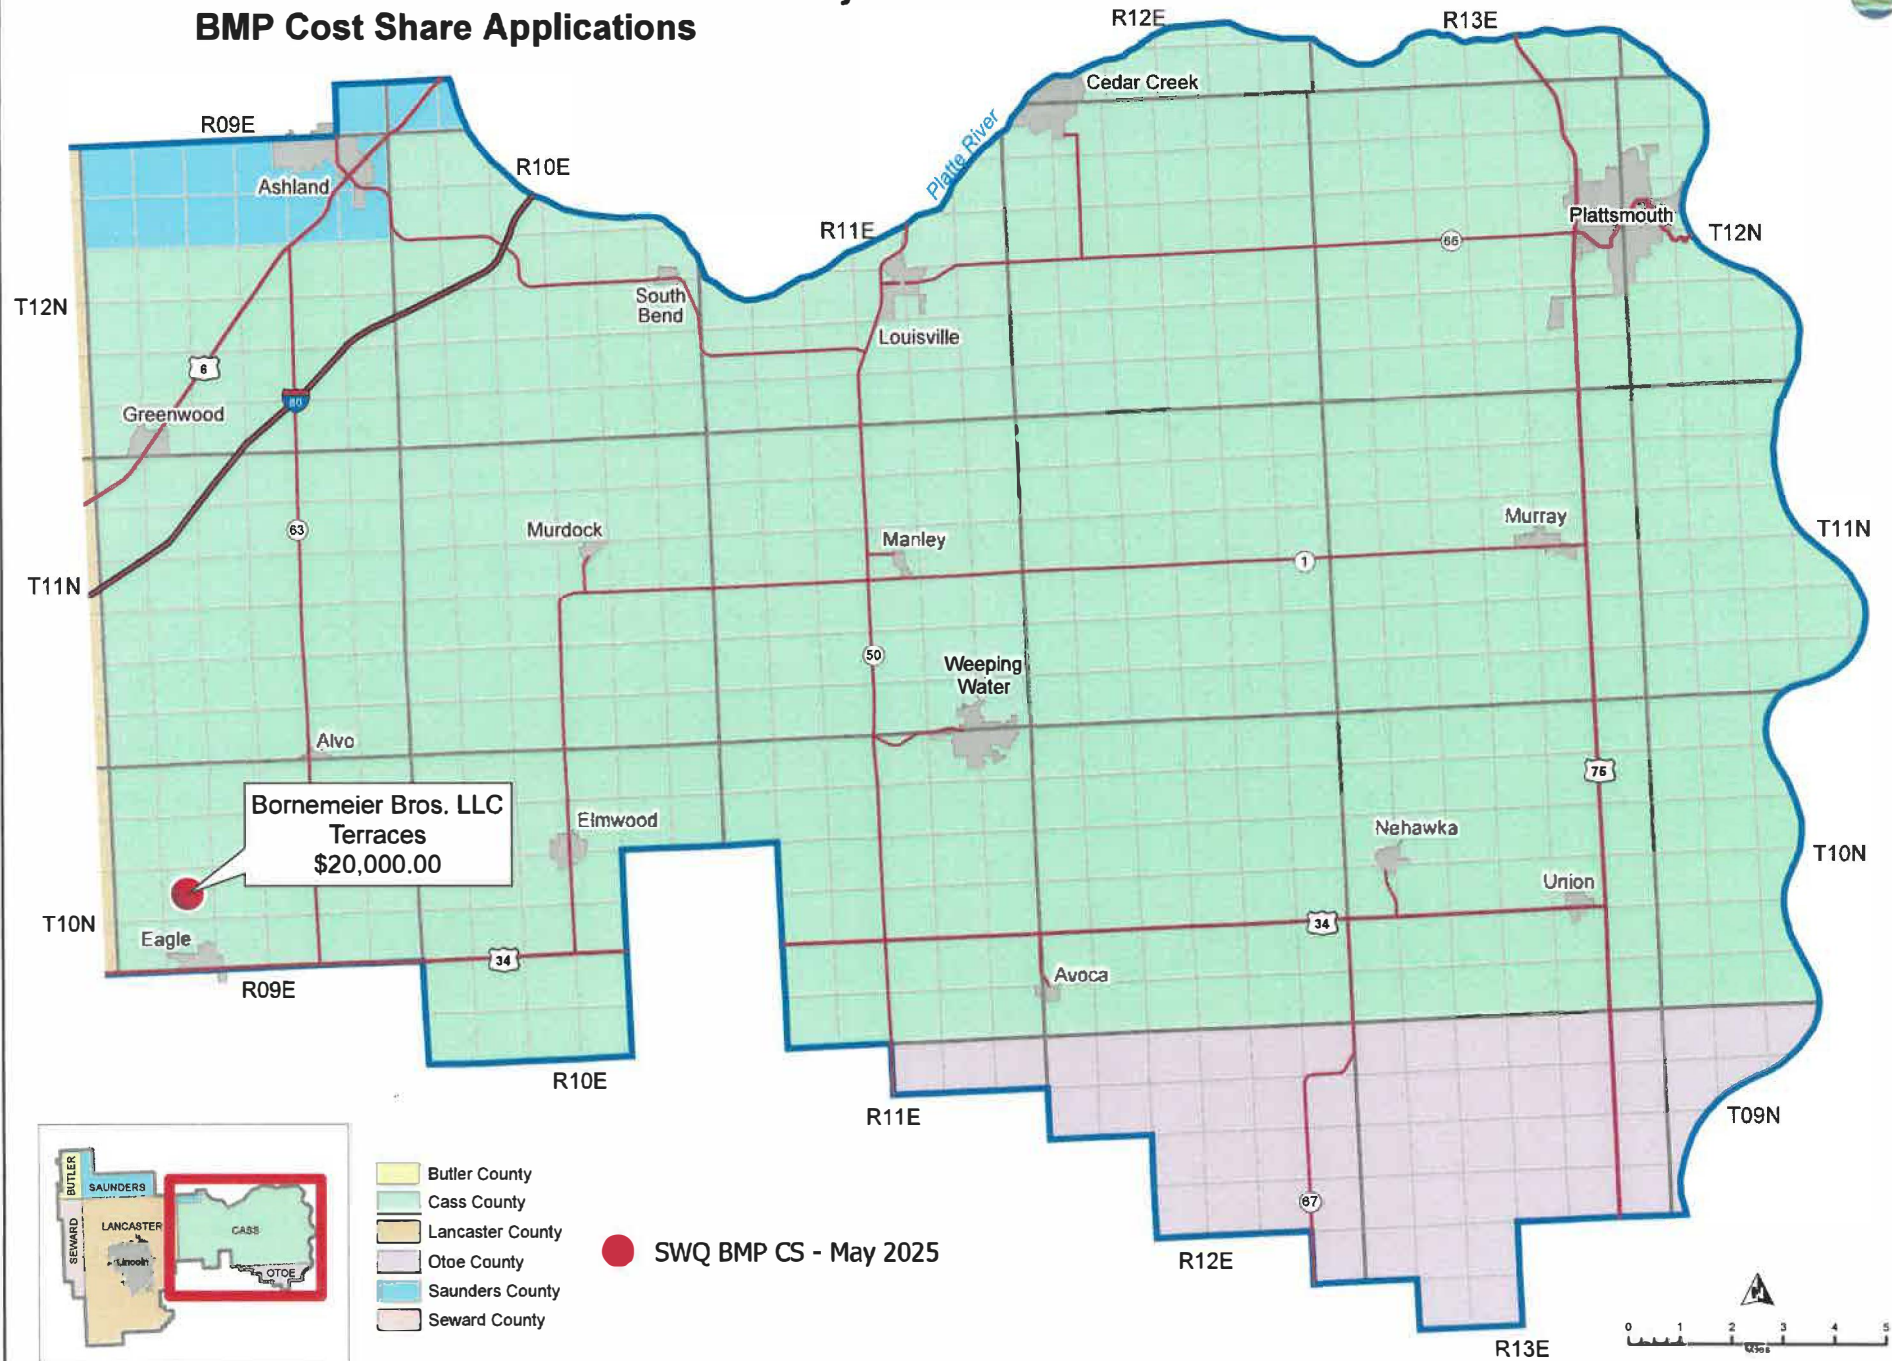 BMP Cost Share Applications
R12E
R13E
Cedar Creek
R09E
Platte River
R10E
Ashland
Plattsmouth
R11E
66
T12N
T12N
South
Bend
Louisville
6
80
Greenwood
63
Murdock
Manley
Murray
T11N
1
T11N
50
Weeping
Water
Alvo
75
Bornemeier Bros. LLC
Terraces
$20,000.00
Elmwood
Nehawka
T10N
Union
T10N
Eagle
34
34
R09E
Avoca
R10E
R11E
T09N
BUTLER
SAUNDERS
LANCASTER
CASS
SEWARD
Lincoln
OTOE
Butler County
Cass County
Lancaster County
Otoe County
Saunders County
Seward County
SWQ BMP CS - May 2025
67
R12E
0 1 2 3 4 5
Miles
R13E